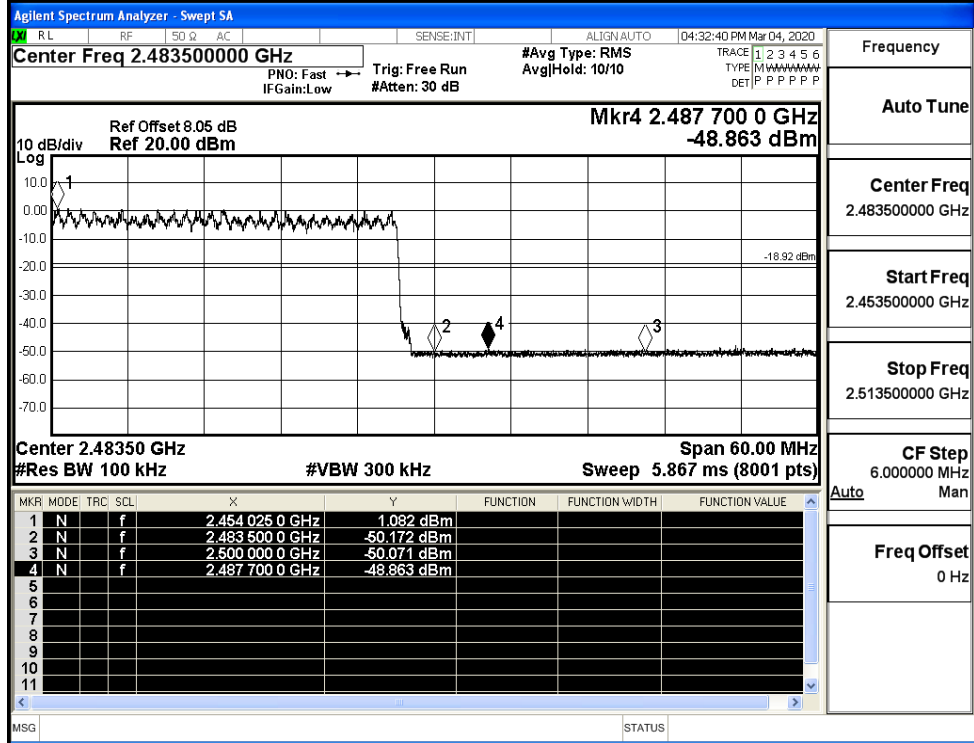 Agilent Spectrum Analyzer - Swept SA
LXI RL RF 50 Ω AC SENSE:INT ALIGN AUTO 04:32:40 PM Mar 04, 2020
Center Freq 2.483500000 GHz
PNO: Fast
IFGain:Low
Trig: Free Run
#Atten: 30 dB
#Avg Type: RMS
Avg|Hold: 10/10
TRACE 1 2 3 4 5 6
TYPE M W W W W W
DET P P P P P P
Frequency
Mkr4 2.487 700 0 GHz
-48.863 dBm
Ref Offset 8.05 dB
10 dB/div Ref 20.00 dBm
Log
10.0
0.00
-10.0
-20.0
-30.0
-40.0
-50.0
-60.0
-70.0
1
2
4
3
-18.92 dBm
Center 2.48350 GHz Span 60.00 MHz
#Res BW 100 kHz #VBW 300 kHz Sweep 5.867 ms (8001 pts)
MKR MODE TRC SCL X Y FUNCTION FUNCTION WIDTH FUNCTION VALUE
1 N f 2.454 025 0 GHz 1.082 dBm
2 N f 2.483 500 0 GHz -50.172 dBm
3 N f 2.500 000 0 GHz -50.071 dBm
4 N f 2.487 700 0 GHz -48.863 dBm
5
6
7
8
9
10
11
Auto Tune
Center Freq
2.483500000 GHz
Start Freq
2.453500000 GHz
Stop Freq
2.513500000 GHz
CF Step
6.000000 MHz
Auto Man
Freq Offset
0 Hz
MSG STATUS